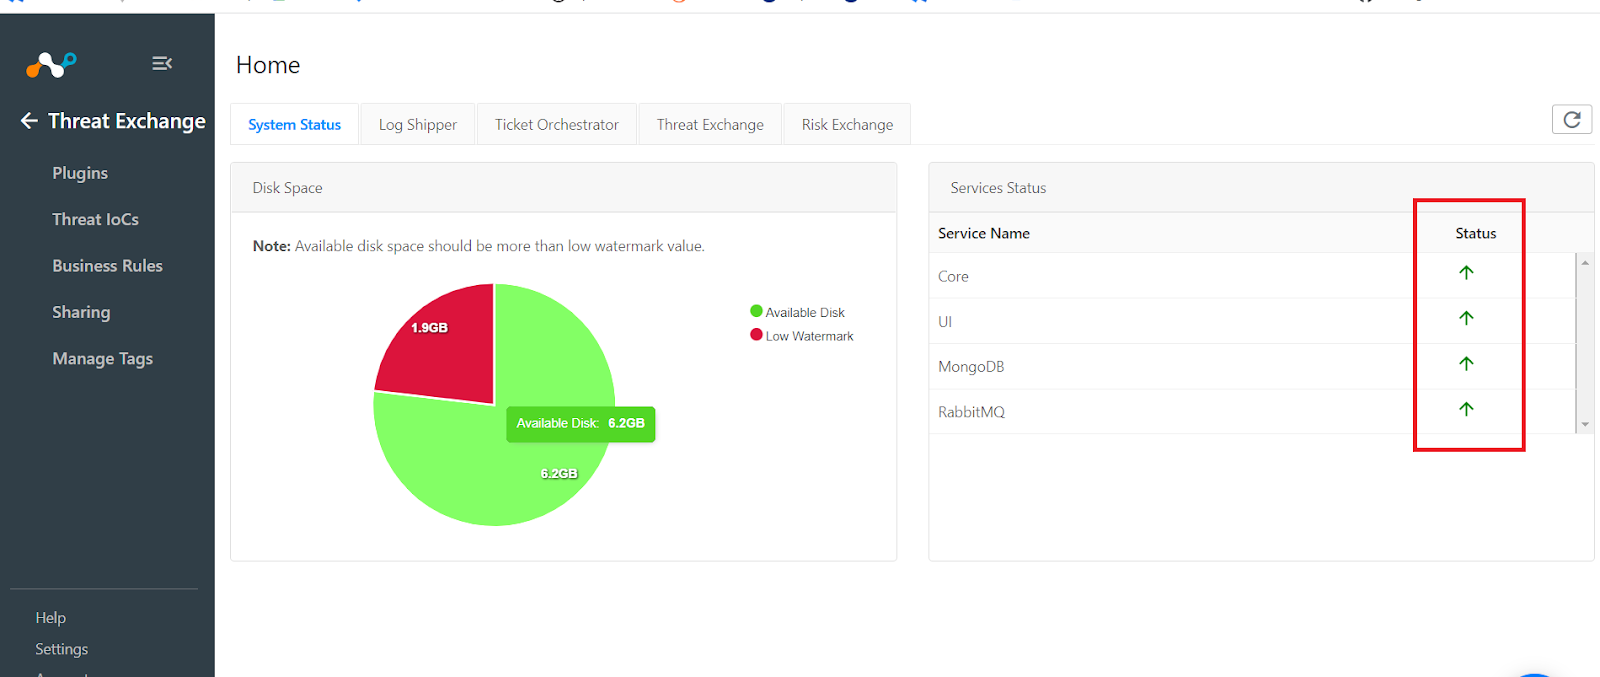 Home
Threat Exchange
Plugins
Threat IoCs
Business Rules
Sharing
Manage Tags
Help
Settings
System Status
Log Shipper
Ticket Orchestrator
Threat Exchange
Risk Exchange
Disk Space
Note: Available disk space should be more than low watermark value.
1.9GB
Available Disk: 6.2GB
6.2GB
Available Disk
Low Watermark
Services Status
Service Name Status
Core
UI
MongoDB
RabbitMQ